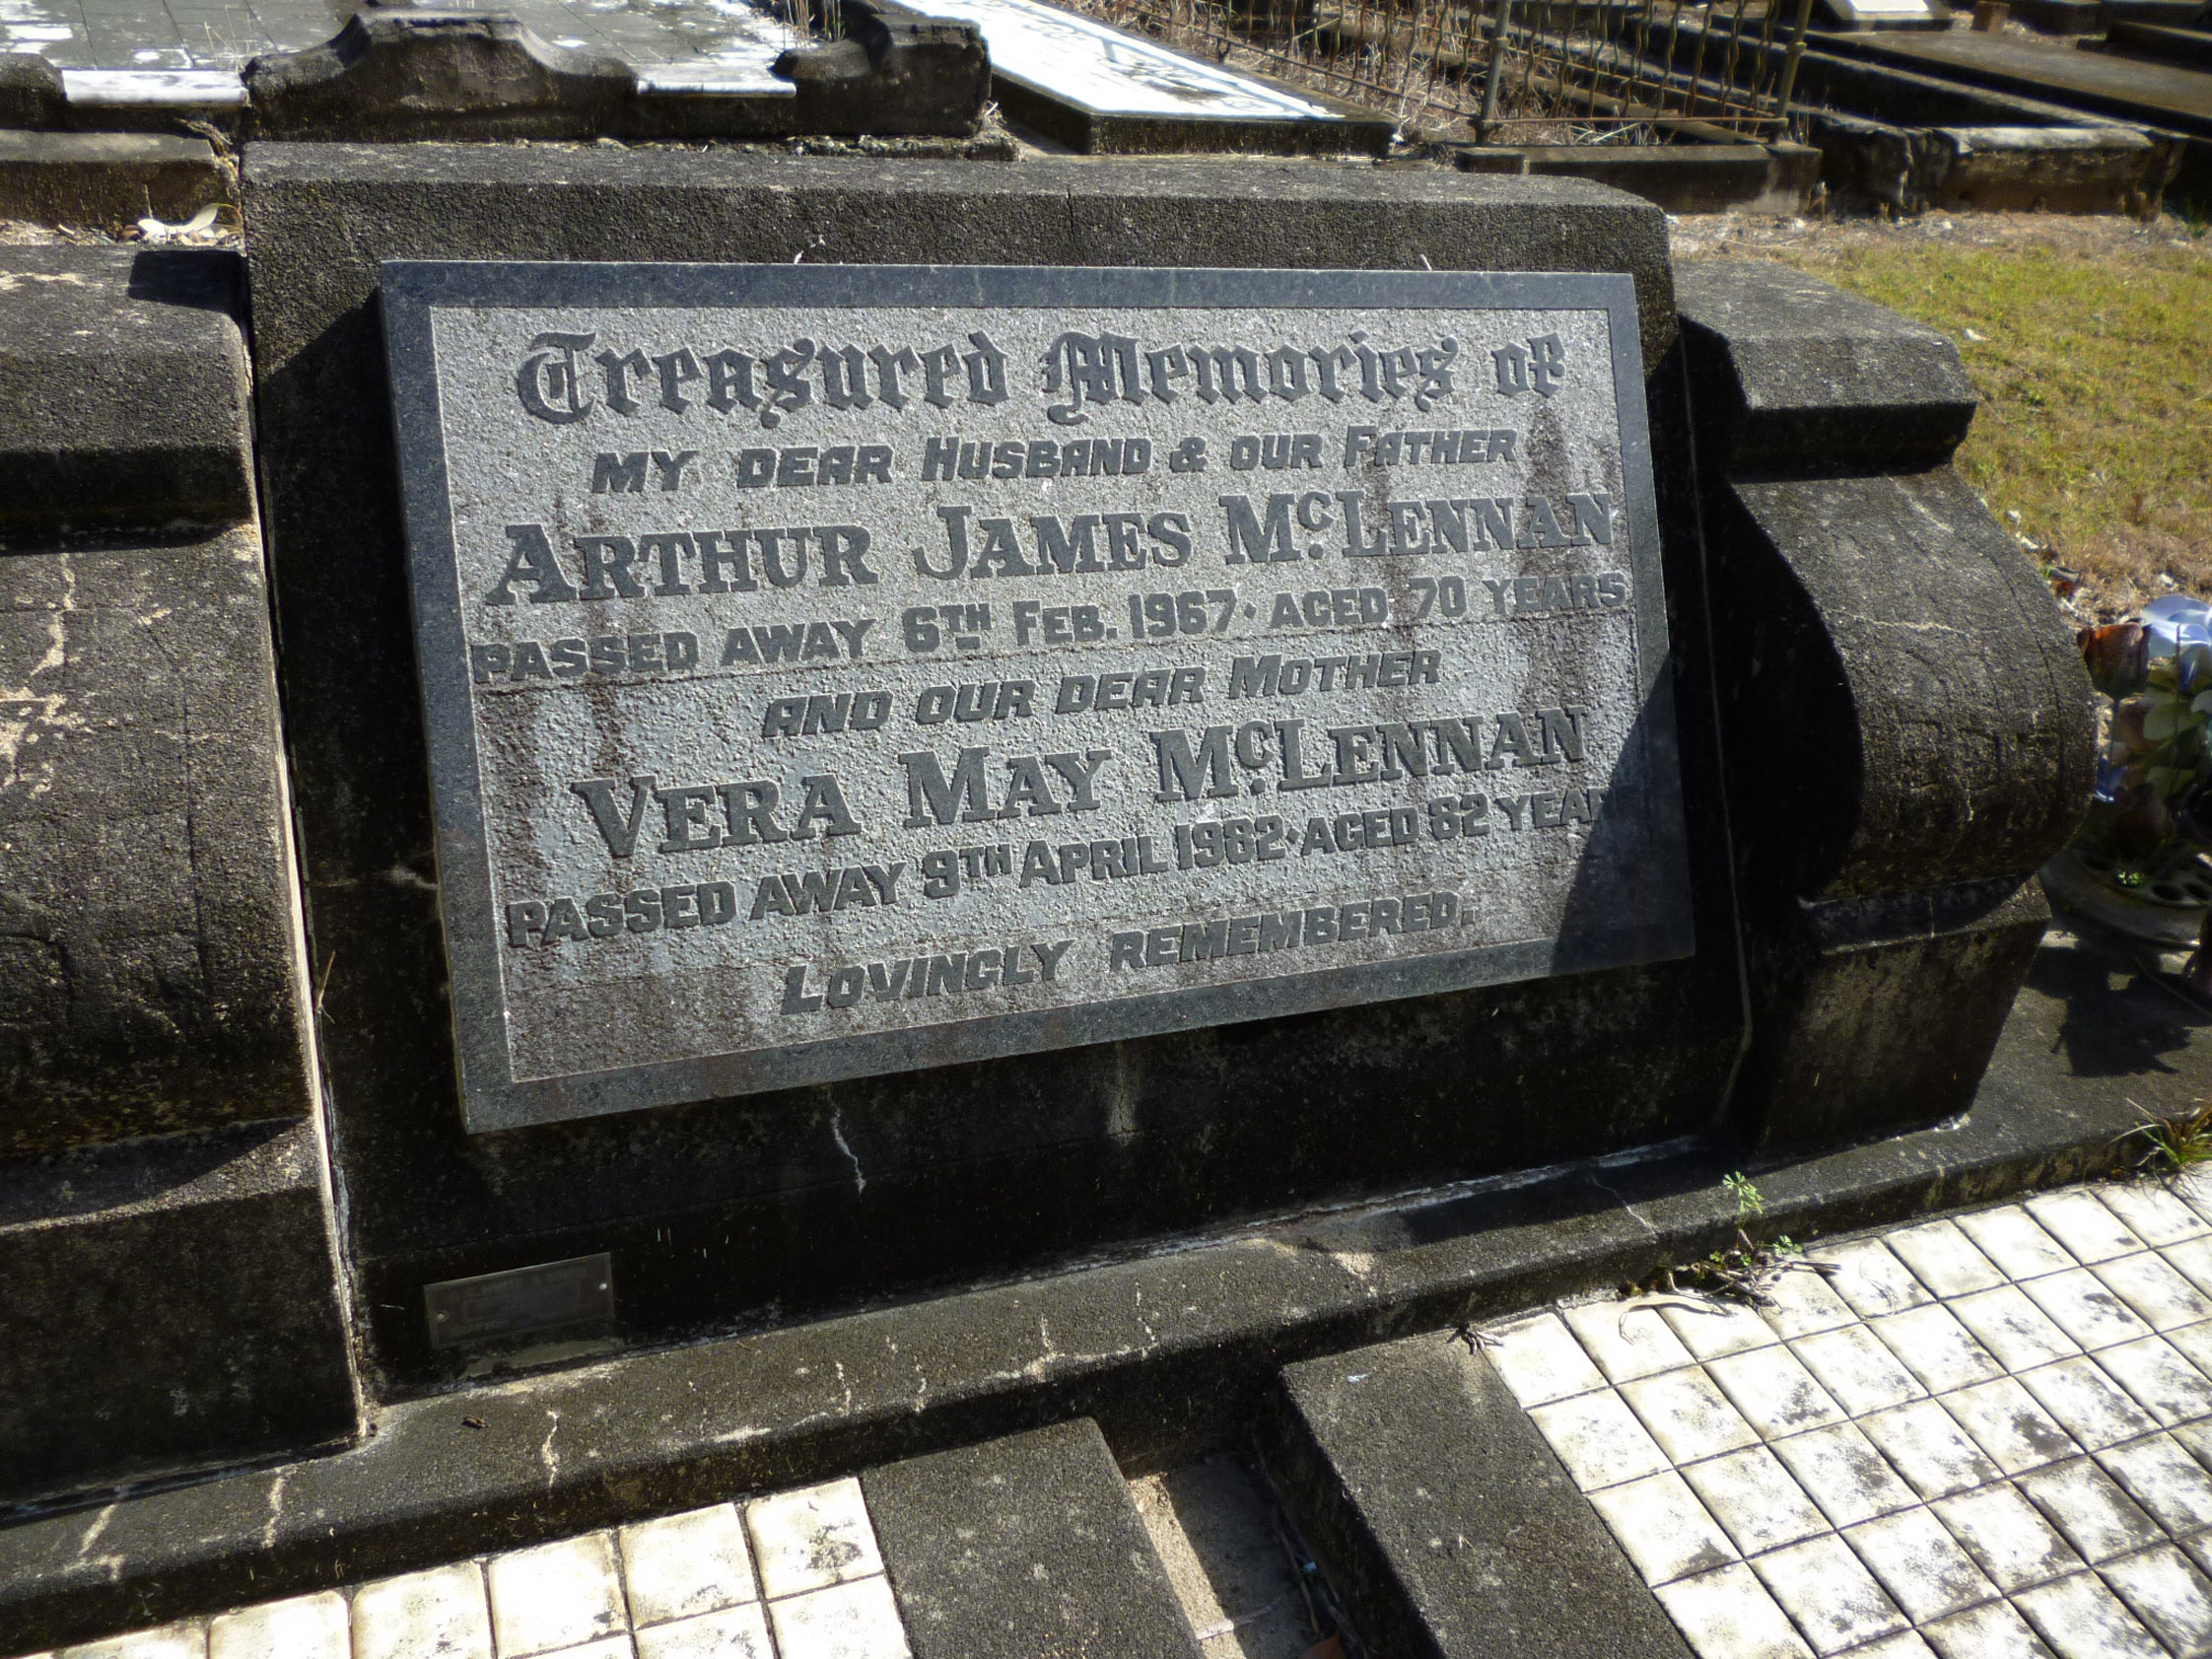 Treasured Memories of
MY DEAR HUSBAND & OUR FATHER
ARTHUR JAMES McLENNAN
PASSED AWAY 6TH FEB. 1967 · AGED 70 YEARS
AND OUR DEAR MOTHER
VERA MAY McLENNAN
PASSED AWAY 9TH APRIL 1982 · AGED 82 YEARS
LOVINGLY REMEMBERED.